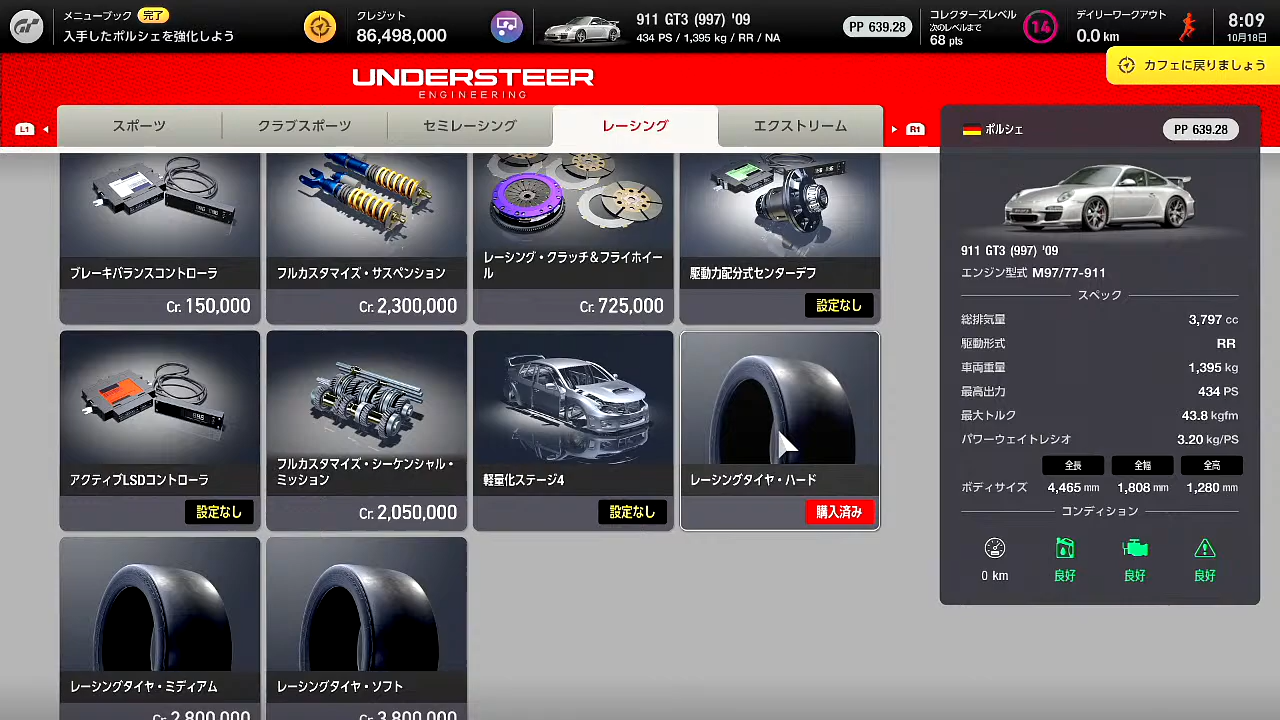 メニューブック 完了
入手したポルシェを強化しよう
クレジット
86,498,000
911 GT3 (997) '09
434 PS / 1,395 kg / RR / NA
PP 639.28
コレクターズレベル
次のレベルまで
68 pts
14
デイリーワークアウト
0.0 km
8:09
10月18日
カフェに戻りましょう
UNDERSTEER
ENGINEERING
L1
スポーツ
クラブスポーツ
セミレーシング
レーシング
エクストリーム
R1
ブレーキバランスコントローラ
Cr. 150,000
フルカスタマイズ・サスペンション
Cr. 2,300,000
レーシング・クラッチ&フライホイー
ル
Cr. 725,000
駆動力配分式センターデフ
設定なし
アクティブLSDコントローラ
設定なし
フルカスタマイズ・シーケンシャル・
ミッション
Cr. 2,050,000
軽量化ステージ4
設定なし
レーシングタイヤ・ハード
購入済み
レーシングタイヤ・ミディアム
Cr. 2,800,000
レーシングタイヤ・ソフト
Cr. 3,800,000
ポルシェ
PP 639.28
911 GT3 (997) '09
エンジン型式 M97/77-911
スペック
総排気量 3,797 cc
駆動形式 RR
車両重量 1,395 kg
最高出力 434 PS
最大トルク 43.8 kgfm
パワーウェイトレシオ 3.20 kg/PS
全長 全幅 全高
ボディサイズ 4,465 mm 1,808 mm 1,280 mm
コンディション
0 km 良好 良好 良好